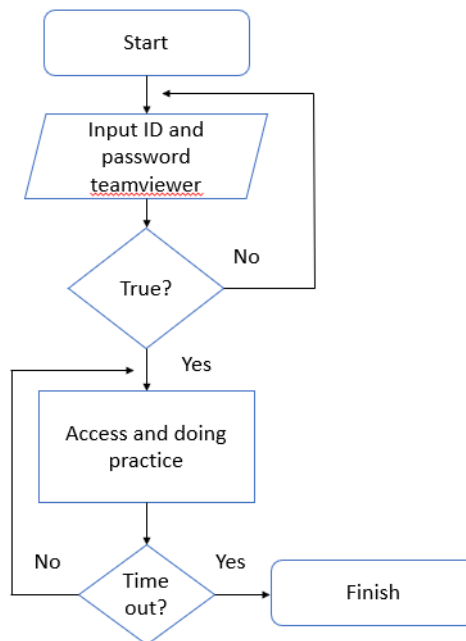 Start
Input ID and
password
teamviewer
No
True?
Yes
Access and doing
practice
No
Time
out?
Yes
Finish